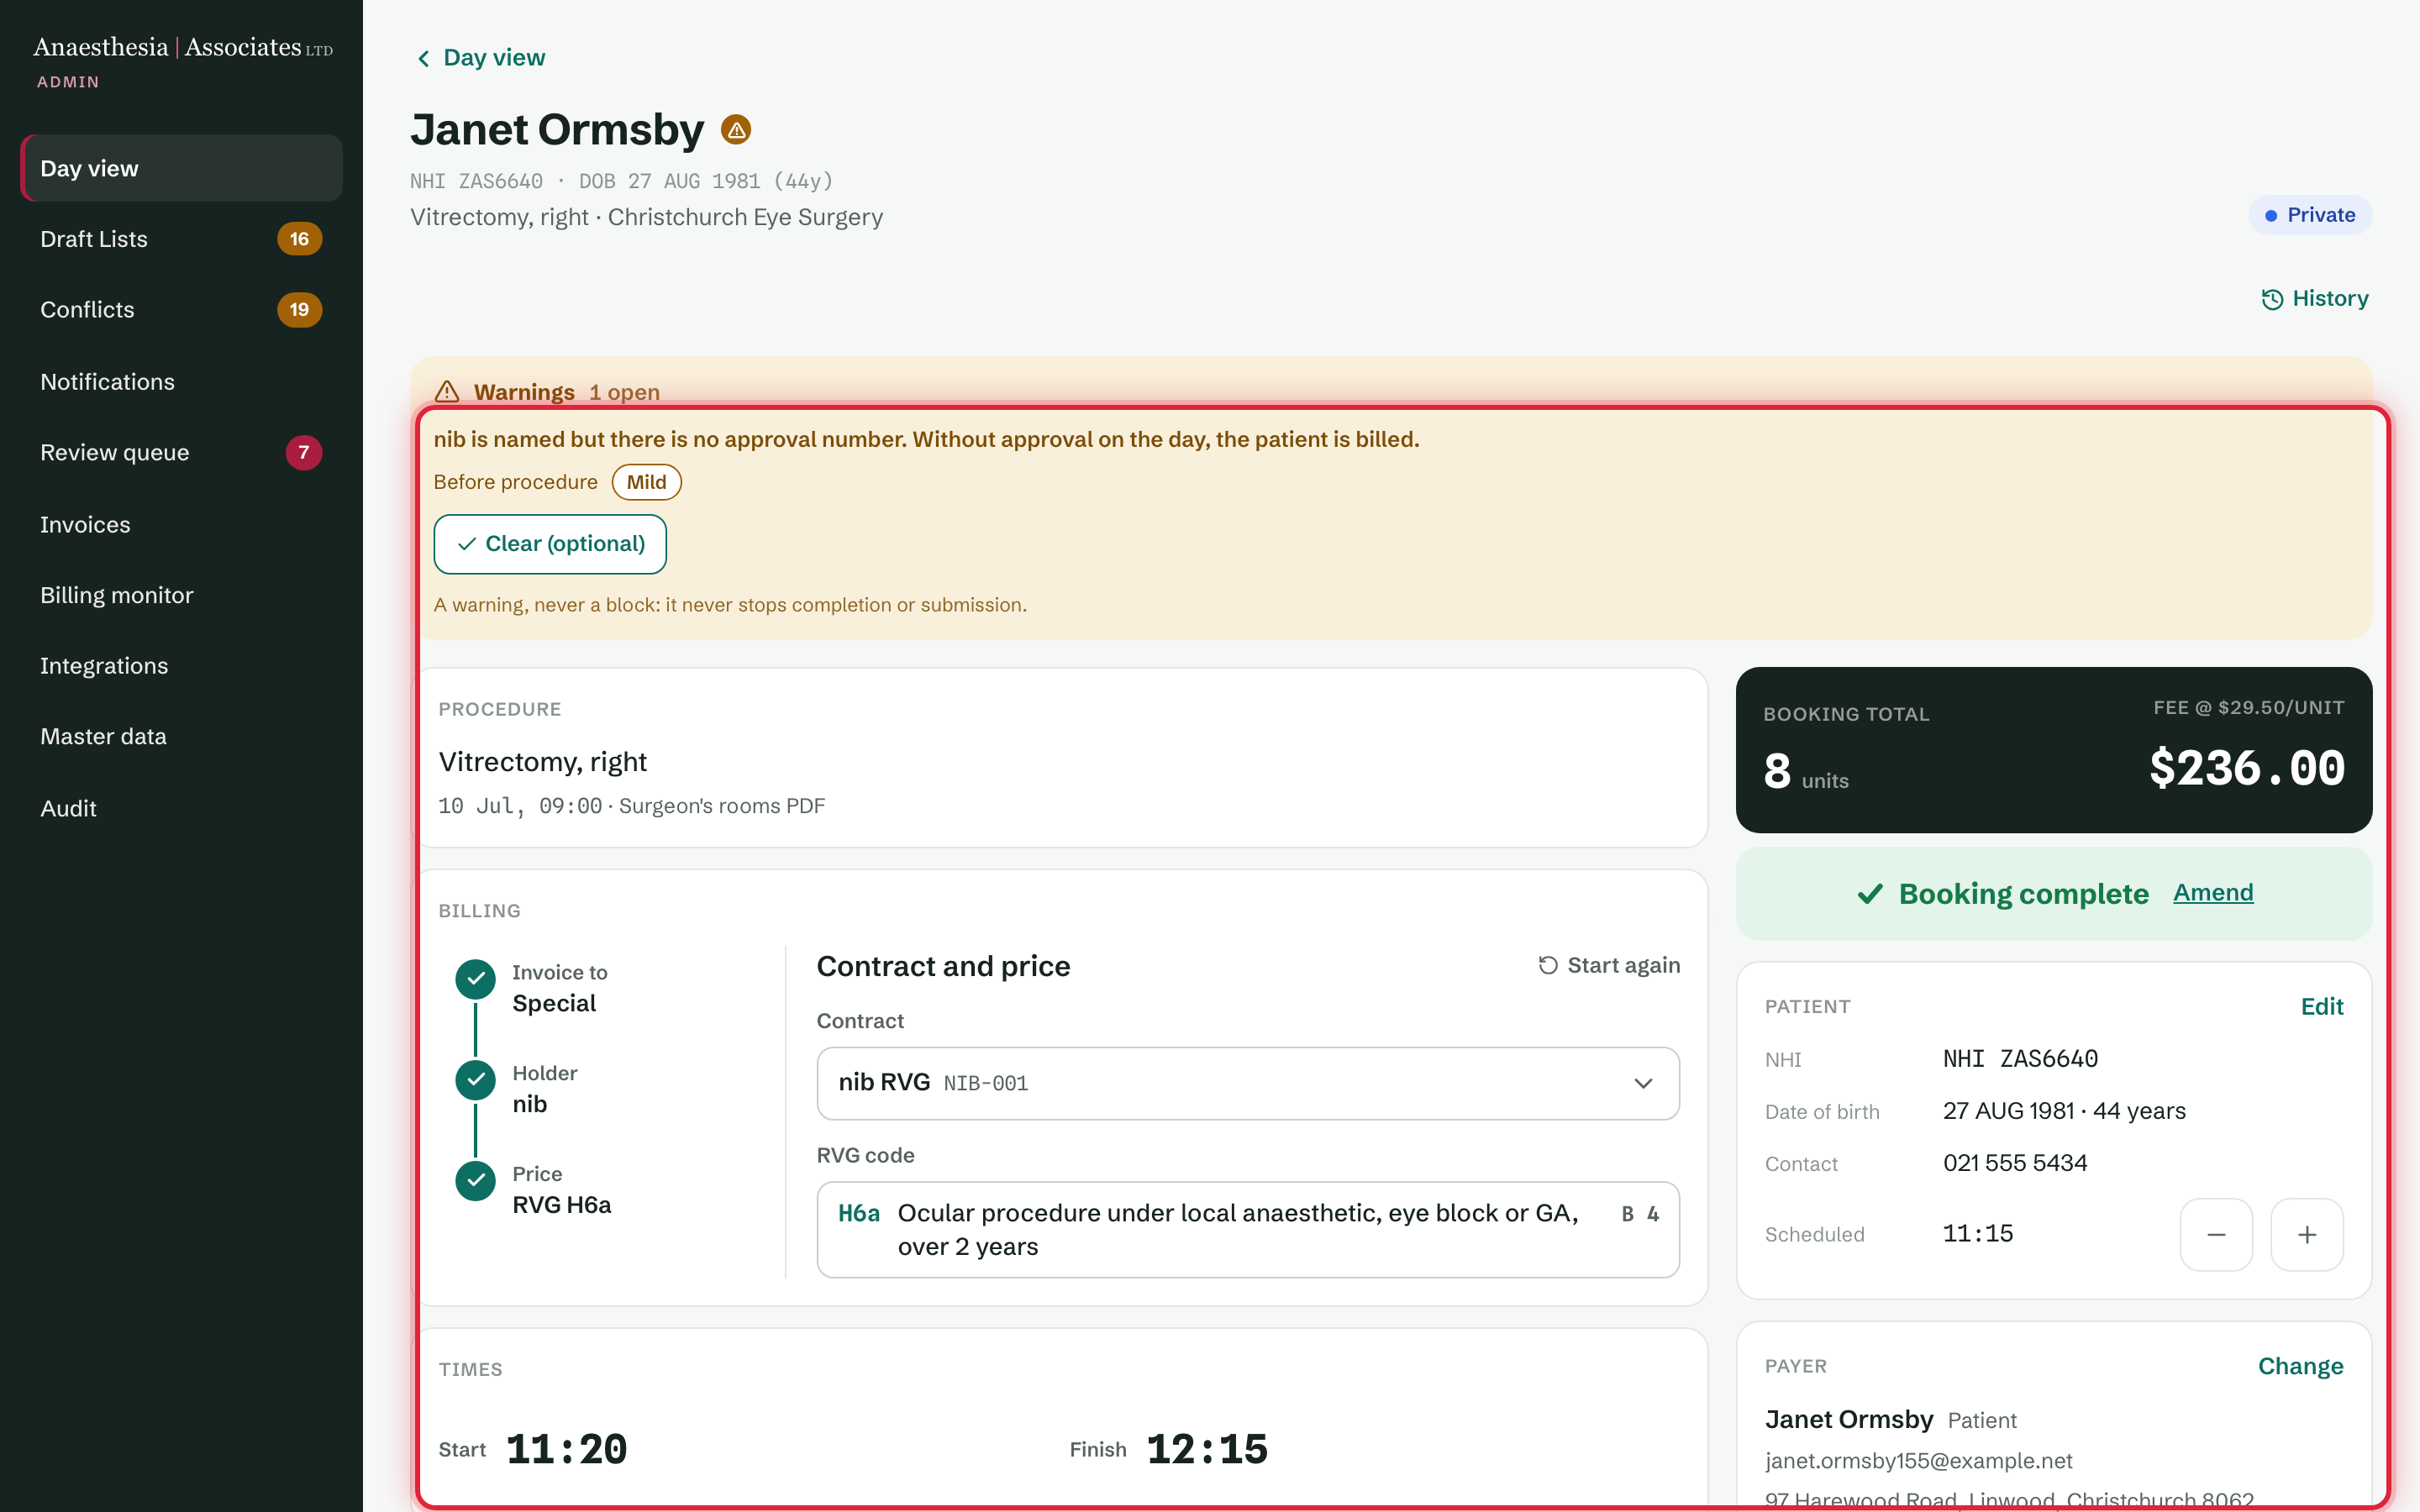 Anaesthesia | Associates LTD
ADMIN
Day view
Draft Lists 16
Conflicts 19
Notifications
Review queue 7
Invoices
Billing monitor
Integrations
Master data
Audit
Day view
Janet Ormsby
NHI ZAS6640 · DOB 27 AUG 1981 (44y)
Vitrectomy, right · Christchurch Eye Surgery
Private
History
Warnings 1 open
nib is named but there is no approval number. Without approval on the day, the patient is billed.
Before procedure Mild
Clear (optional)
A warning, never a block: it never stops completion or submission.
PROCEDURE
Vitrectomy, right
10 Jul, 09:00 · Surgeon's rooms PDF
BILLING
Invoice to
Special
Holder
nib
Price
RVG H6a
Contract and price
Start again
Contract
nib RVG NIB-001
RVG code
H6a Ocular procedure under local anaesthetic, eye block or GA, B 4
over 2 years
TIMES
Start 11:20
Finish 12:15
BOOKING TOTAL
FEE @ $29.50/UNIT
8 units
$236.00
Booking complete Amend
PATIENT
Edit
NHI NHI ZAS6640
Date of birth 27 AUG 1981 · 44 years
Contact 021 555 5434
Scheduled 11:15
PAYER
Change
Janet Ormsby Patient
janet.ormsby155@example.net
97 Harewood Road, Linwood, Christchurch 8062